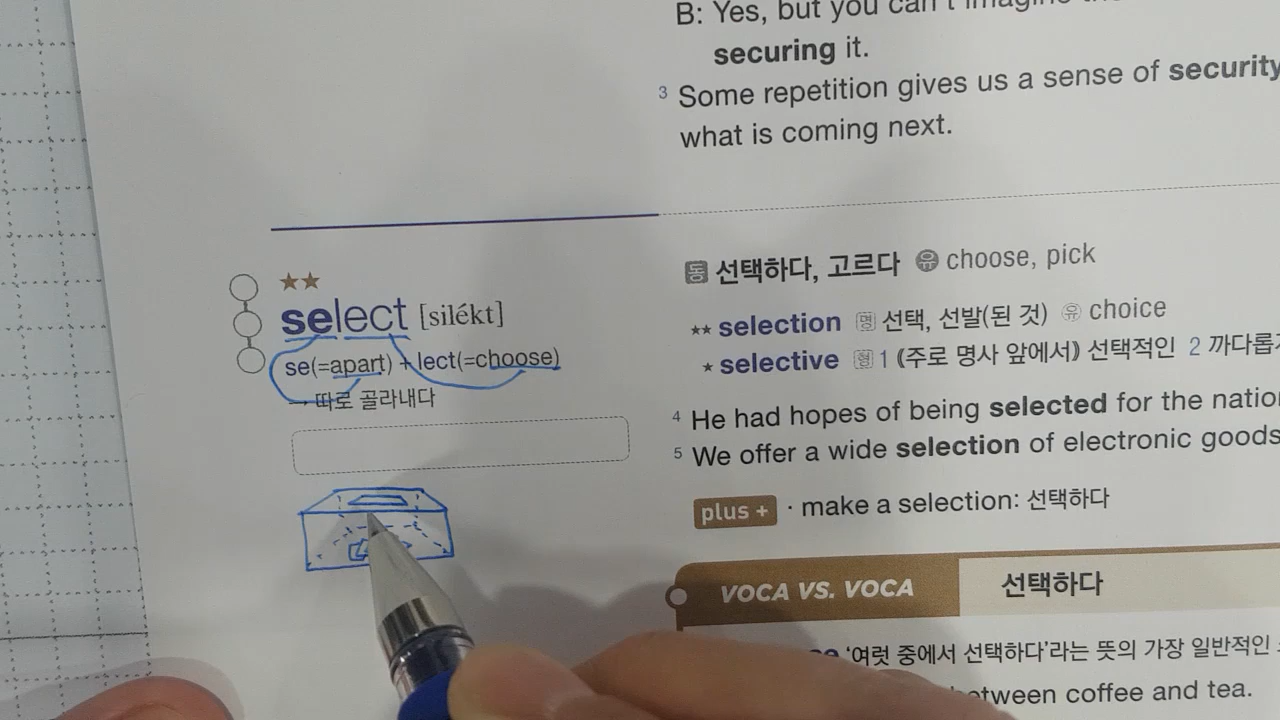 B: Yes, but you can't imagine
securing it.
3 Some repetition gives us a sense of security
what is coming next.
★★
select [silékt]
se(=apart) + lect(=choose)
→ 따로 골라내다
동 선택하다, 고르다 유 choose, pick
★★ selection 명 선택, 선발(된 것) 유 choice
★ selective 형 1 (주로 명사 앞에서) 선택적인 2
4 He had hopes of being selected for the
5 We offer a wide selection of electronic goods
plus + · make a selection: 선택하다
VOCA VS. VOCA 선택하다
'여럿 중에서 선택하다'라는 뜻의 가장 일반적인
between coffee and tea.